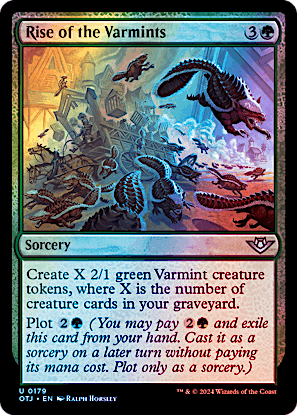 Rise of the Varmints 3
Sorcery
Create X 2/1 green Varmint creature
tokens, where X is the number of
creature cards in your graveyard.
Plot 2 (You may pay 2 and exile
this card from your hand. Cast it as a
sorcery on a later turn without paying
its mana cost. Plot only as a sorcery.)
U 0179
OTJ • EN Ralph Horsley
™ & © 2024 Wizards of the Coast